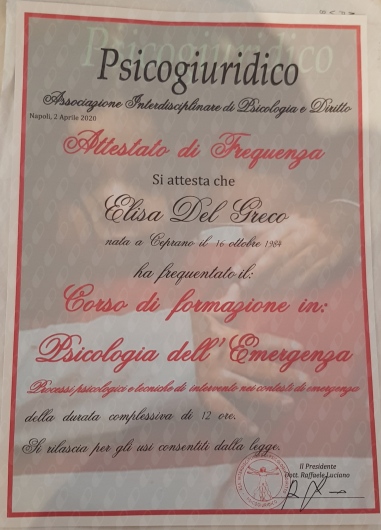 Psicogiuridico
Associazione Interdisciplinare di Psicologia e Diritto
Napoli, 2 Aprile 2020
Attestato di Frequenza
Si attesta che
Elisa Del Greco
nata a Ceprano il 16 ottobre 1984
ha frequentato il:
Corso di formazione in:
Psicologia dell'Emergenza
Processi psicologici e tecniche di intervento nei contesti di emergenza
della durata complessiva di 12 ore.
Si rilascia per gli usi consentiti dalla legge.
Il Presidente
Dott. Raffaele Luciano